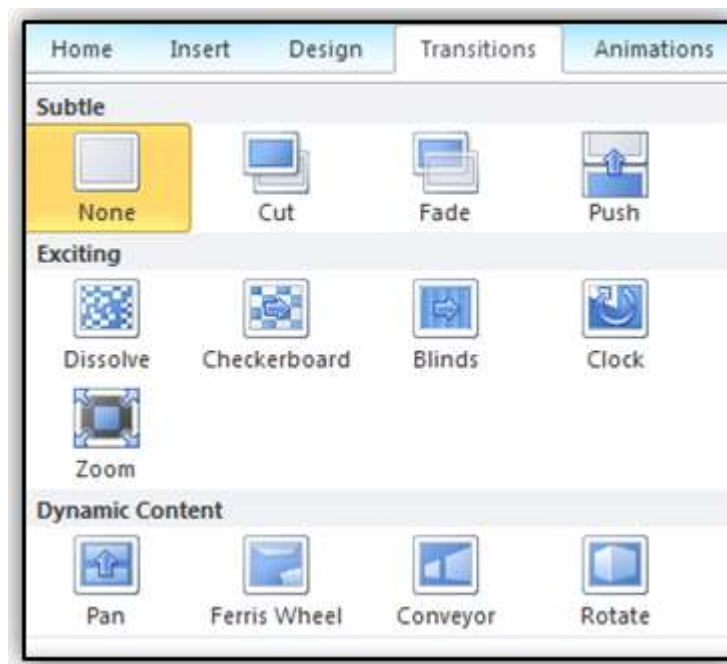 Home Insert Design Transitions Animations
Subtle
None Cut Fade Push
Exciting
Dissolve Checkerboard Blinds Clock
Zoom
Dynamic Content
Pan Ferris Wheel Conveyor Rotate